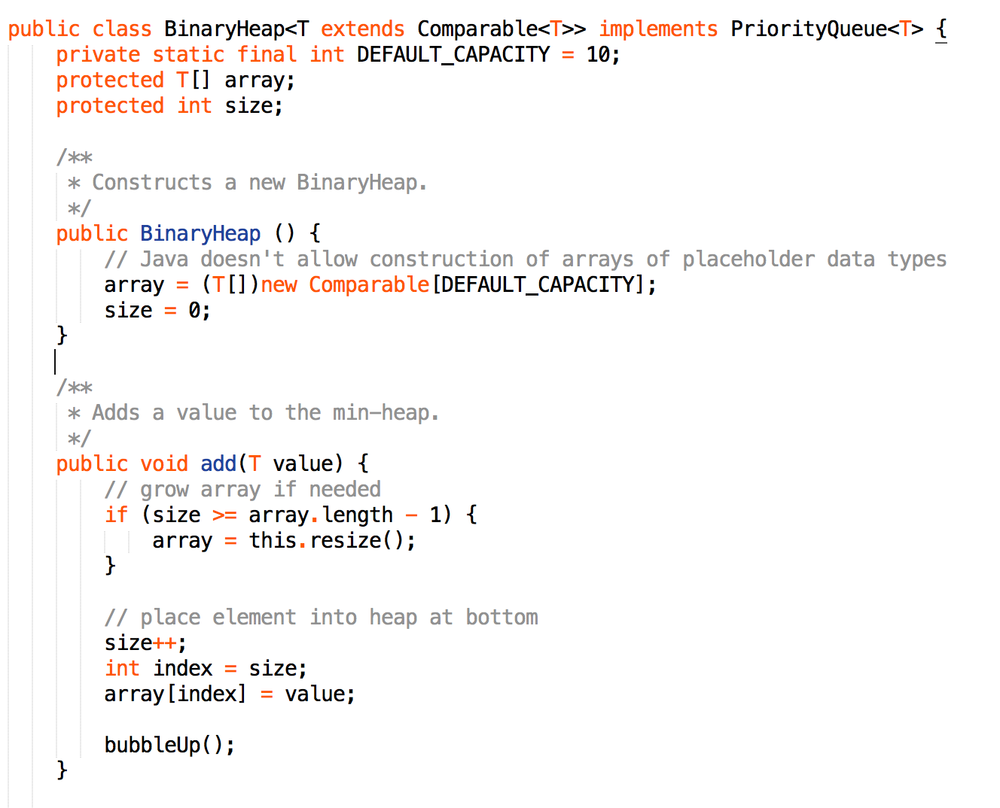 public class BinaryHeap<T extends Comparable<T>> implements PriorityQueue<T> {
    private static final int DEFAULT_CAPACITY = 10;
    protected T[] array;
    protected int size;

    /**
     * Constructs a new BinaryHeap.
     */
    public BinaryHeap () {
        // Java doesn't allow construction of arrays of placeholder data types
        array = (T[])new Comparable[DEFAULT_CAPACITY];
        size = 0;
    }

    /**
     * Adds a value to the min-heap.
     */
    public void add(T value) {
        // grow array if needed
        if (size >= array.length - 1) {
            array = this.resize();
        }

        // place element into heap at bottom
        size++;
        int index = size;
        array[index] = value;

        bubbleUp();
    }